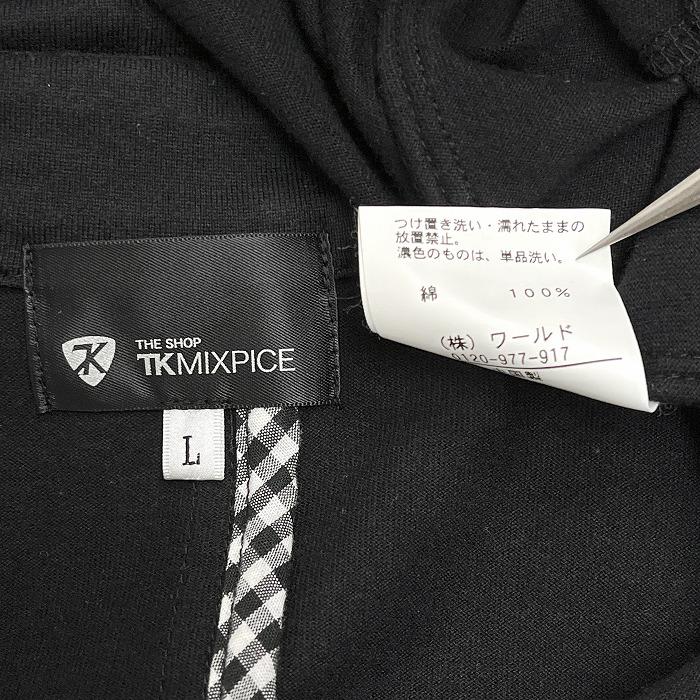 THE SHOP
TKMIXPICE
L
つけ置き洗い・濡れたままの
放置禁止。
濃色のものは、単品洗い。
綿 100%
(株) ワールド
0120-977-917